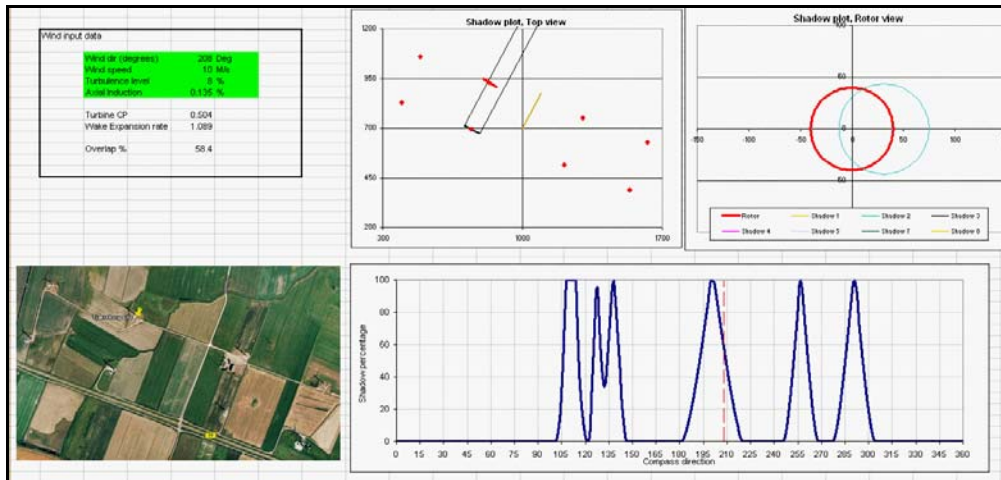 Wind input data
Wind dir (degrees) 208 Deg
Wind speed 10 M/s
Turbulence level 8 %
Axial Induction 0.135 %
Turbine CP 0.504
Wake Expansion rate 1.089
Overlap % 58.4
Shadow plot, Top view
1200
950
700
450
200
300 1000 1700
Shadow plot, Rotor view
100
50
0
-150 -100 -50 0 50 100
50
Rotor Shadow 1 Shadow 2 Shadow 3
Shadow 4 Shadow 5 Shadow 7 Shadow 8
100
80
60
40
20
0
Shadow percentage
0 15 30 45 60 75 90 105 120 135 150 165 180 195 210 225 240 255 270 285 300 315 330 345 360
Compass direction